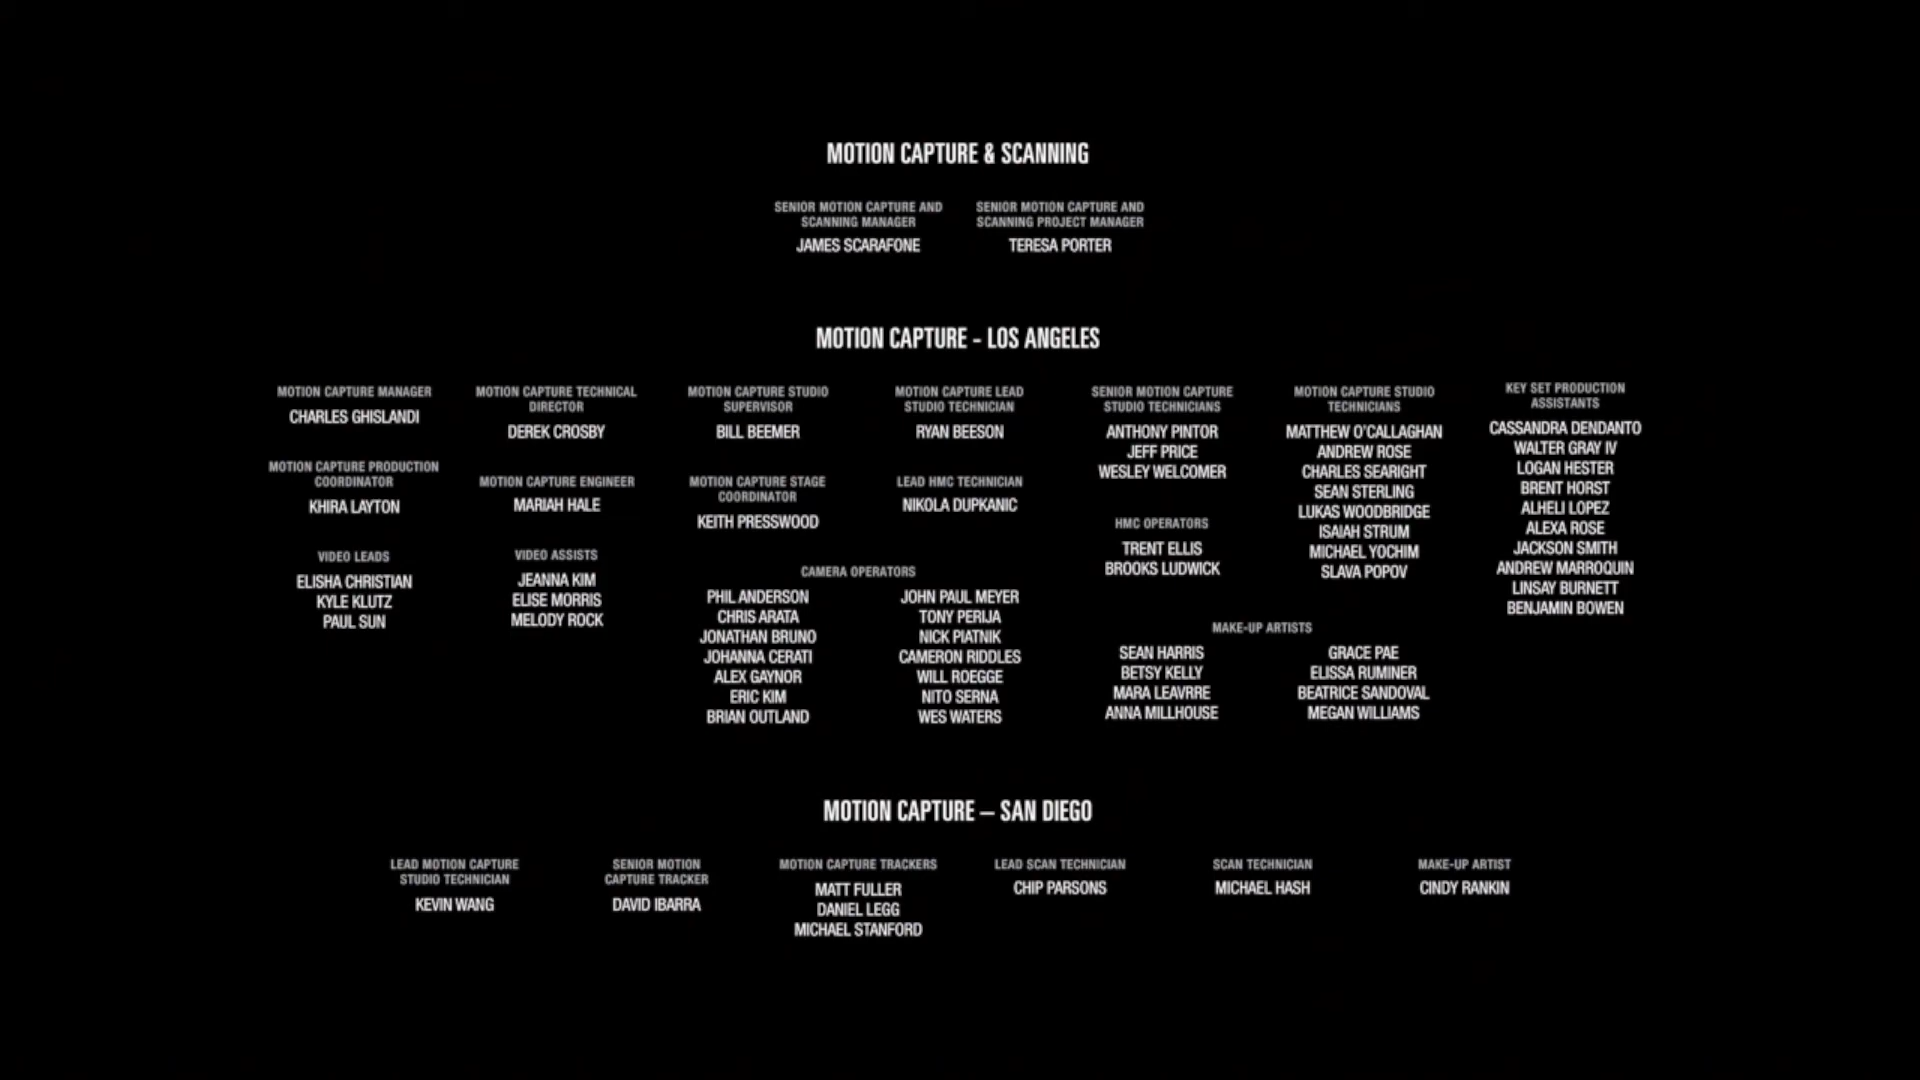 MOTION CAPTURE & SCANNING
SENIOR MOTION CAPTURE AND
SCANNING MANAGER
JAMES SCARAFONE
SENIOR MOTION CAPTURE AND
SCANNING PROJECT MANAGER
TERESA PORTER
MOTION CAPTURE - LOS ANGELES
MOTION CAPTURE MANAGER
CHARLES GHISLANDI
MOTION CAPTURE PRODUCTION
COORDINATOR
KHIRA LAYTON
VIDEO LEADS
ELISHA CHRISTIAN
KYLE KLUTZ
PAUL SUN
MOTION CAPTURE TECHNICAL
DIRECTOR
DEREK CROSBY
MOTION CAPTURE ENGINEER
MARIAH HALE
VIDEO ASSISTS
JEANNA KIM
ELISE MORRIS
MELODY ROCK
MOTION CAPTURE STUDIO
SUPERVISOR
BILL BEEMER
MOTION CAPTURE STAGE
COORDINATOR
KEITH PRESSWOOD
MOTION CAPTURE LEAD
STUDIO TECHNICIAN
RYAN BEESON
LEAD HMC TECHNICIAN
NIKOLA DUPKANIC
CAMERA OPERATORS
PHIL ANDERSON
CHRIS ARATA
JONATHAN BRUNO
JOHANNA CERATI
ALEX GAYNOR
ERIC KIM
BRIAN OUTLAND
JOHN PAUL MEYER
TONY PERIJA
NICK PIATNIK
CAMERON RIDDLES
WILL ROEGGE
NITO SERNA
WES WATERS
SENIOR MOTION CAPTURE
STUDIO TECHNICIANS
ANTHONY PINTOR
JEFF PRICE
WESLEY WELCOMER
HMC OPERATORS
TRENT ELLIS
BROOKS LUDWICK
MOTION CAPTURE STUDIO
TECHNICIANS
MATTHEW O'CALLAGHAN
ANDREW ROSE
CHARLES SEARIGHT
SEAN STERLING
LUKAS WOODBRIDGE
ISAIAH STRUM
MICHAEL YOCHIM
SLAVA POPOV
MAKE-UP ARTISTS
SEAN HARRIS
BETSY KELLY
MARA LEAVRRE
ANNA MILLHOUSE
GRACE PAE
ELISSA RUMINER
BEATRICE SANDOVAL
MEGAN WILLIAMS
KEY SET PRODUCTION
ASSISTANTS
CASSANDRA DENDANTO
WALTER GRAY IV
LOGAN HESTER
BRENT HORST
ALHELI LOPEZ
ALEXA ROSE
JACKSON SMITH
ANDREW MARROQUIN
LINSAY BURNETT
BENJAMIN BOWEN
MOTION CAPTURE – SAN DIEGO
LEAD MOTION CAPTURE
STUDIO TECHNICIAN
KEVIN WANG
SENIOR MOTION
CAPTURE TRACKER
DAVID IBARRA
MOTION CAPTURE TRACKERS
MATT FULLER
DANIEL LEGG
MICHAEL STANFORD
LEAD SCAN TECHNICIAN
CHIP PARSONS
SCAN TECHNICIAN
MICHAEL HASH
MAKE-UP ARTIST
CINDY RANKIN